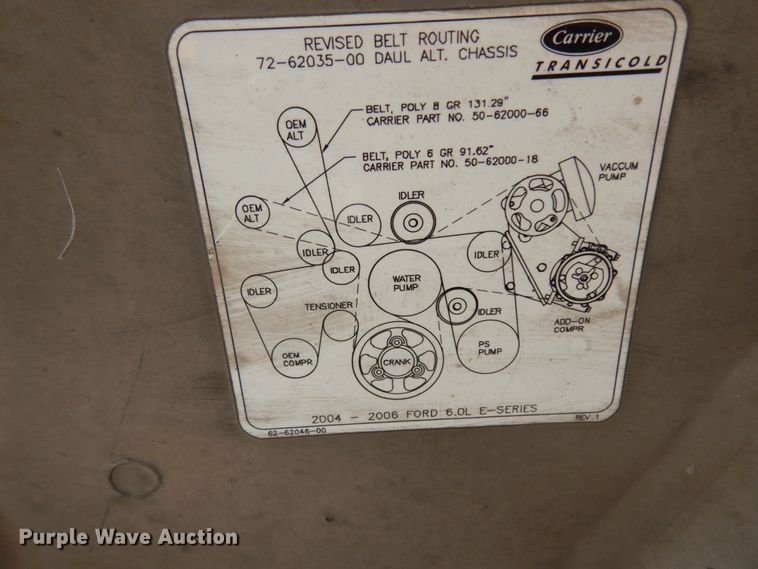 REVISED BELT ROUTING
72-62035-00 DAUL ALT. CHASSIS
Carrier
TRANSICOLD
BELT, POLY 8 GR 131.29"
CARRIER PART NO. 50-62000-66
OEM
ALT
BELT, POLY 6 GR 91.62"
CARRIER PART NO. 50-62000-18
VACCUM
PUMP
IDLER
OEM
ALT
IDLER
IDLER
IDLER
IDLER
IDLER
WATER
PUMP
TENSIONER
IDLER
ADD-ON
COMPR
OEM
COMPR
CRANK
PS
PUMP
2004 - 2006 FORD 6.0L E-SERIES
62-62046-00
REV. 1
Purple Wave Auction